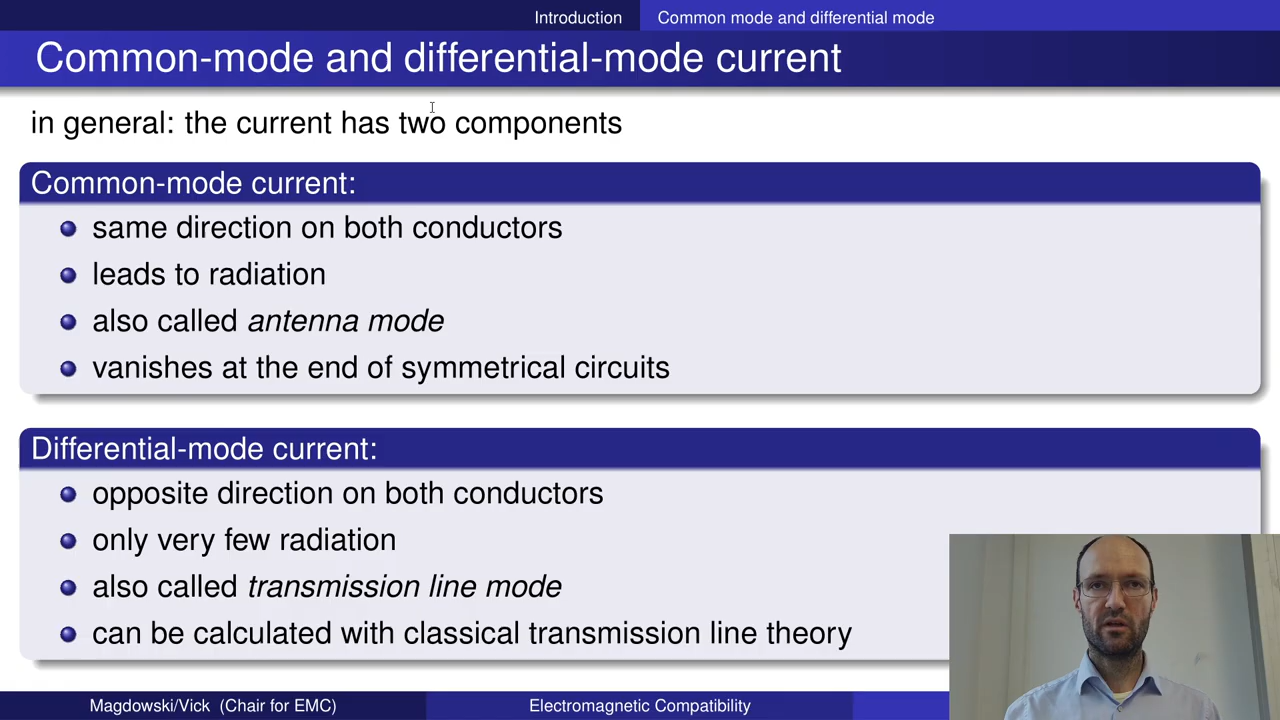 Introduction Common mode and differential mode
Common-mode and differential-mode current
in general: the current has two components
Common-mode current:
same direction on both conductors
leads to radiation
also called antenna mode
vanishes at the end of symmetrical circuits
Differential-mode current:
opposite direction on both conductors
only very few radiation
also called transmission line mode
can be calculated with classical transmission line theory
Magdowski/Vick (Chair for EMC) Electromagnetic Compatibility